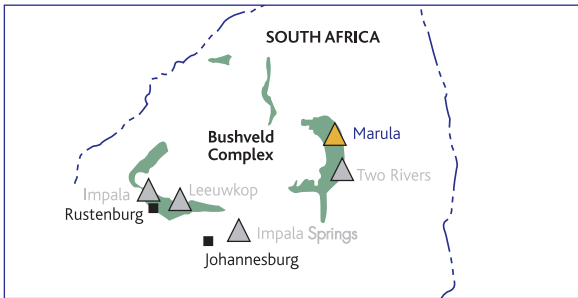 SOUTH AFRICA
Bushveld
Complex
Marula
Two Rivers
Impala
Leeuwkop
Rustenburg
Impala Springs
Johannesburg